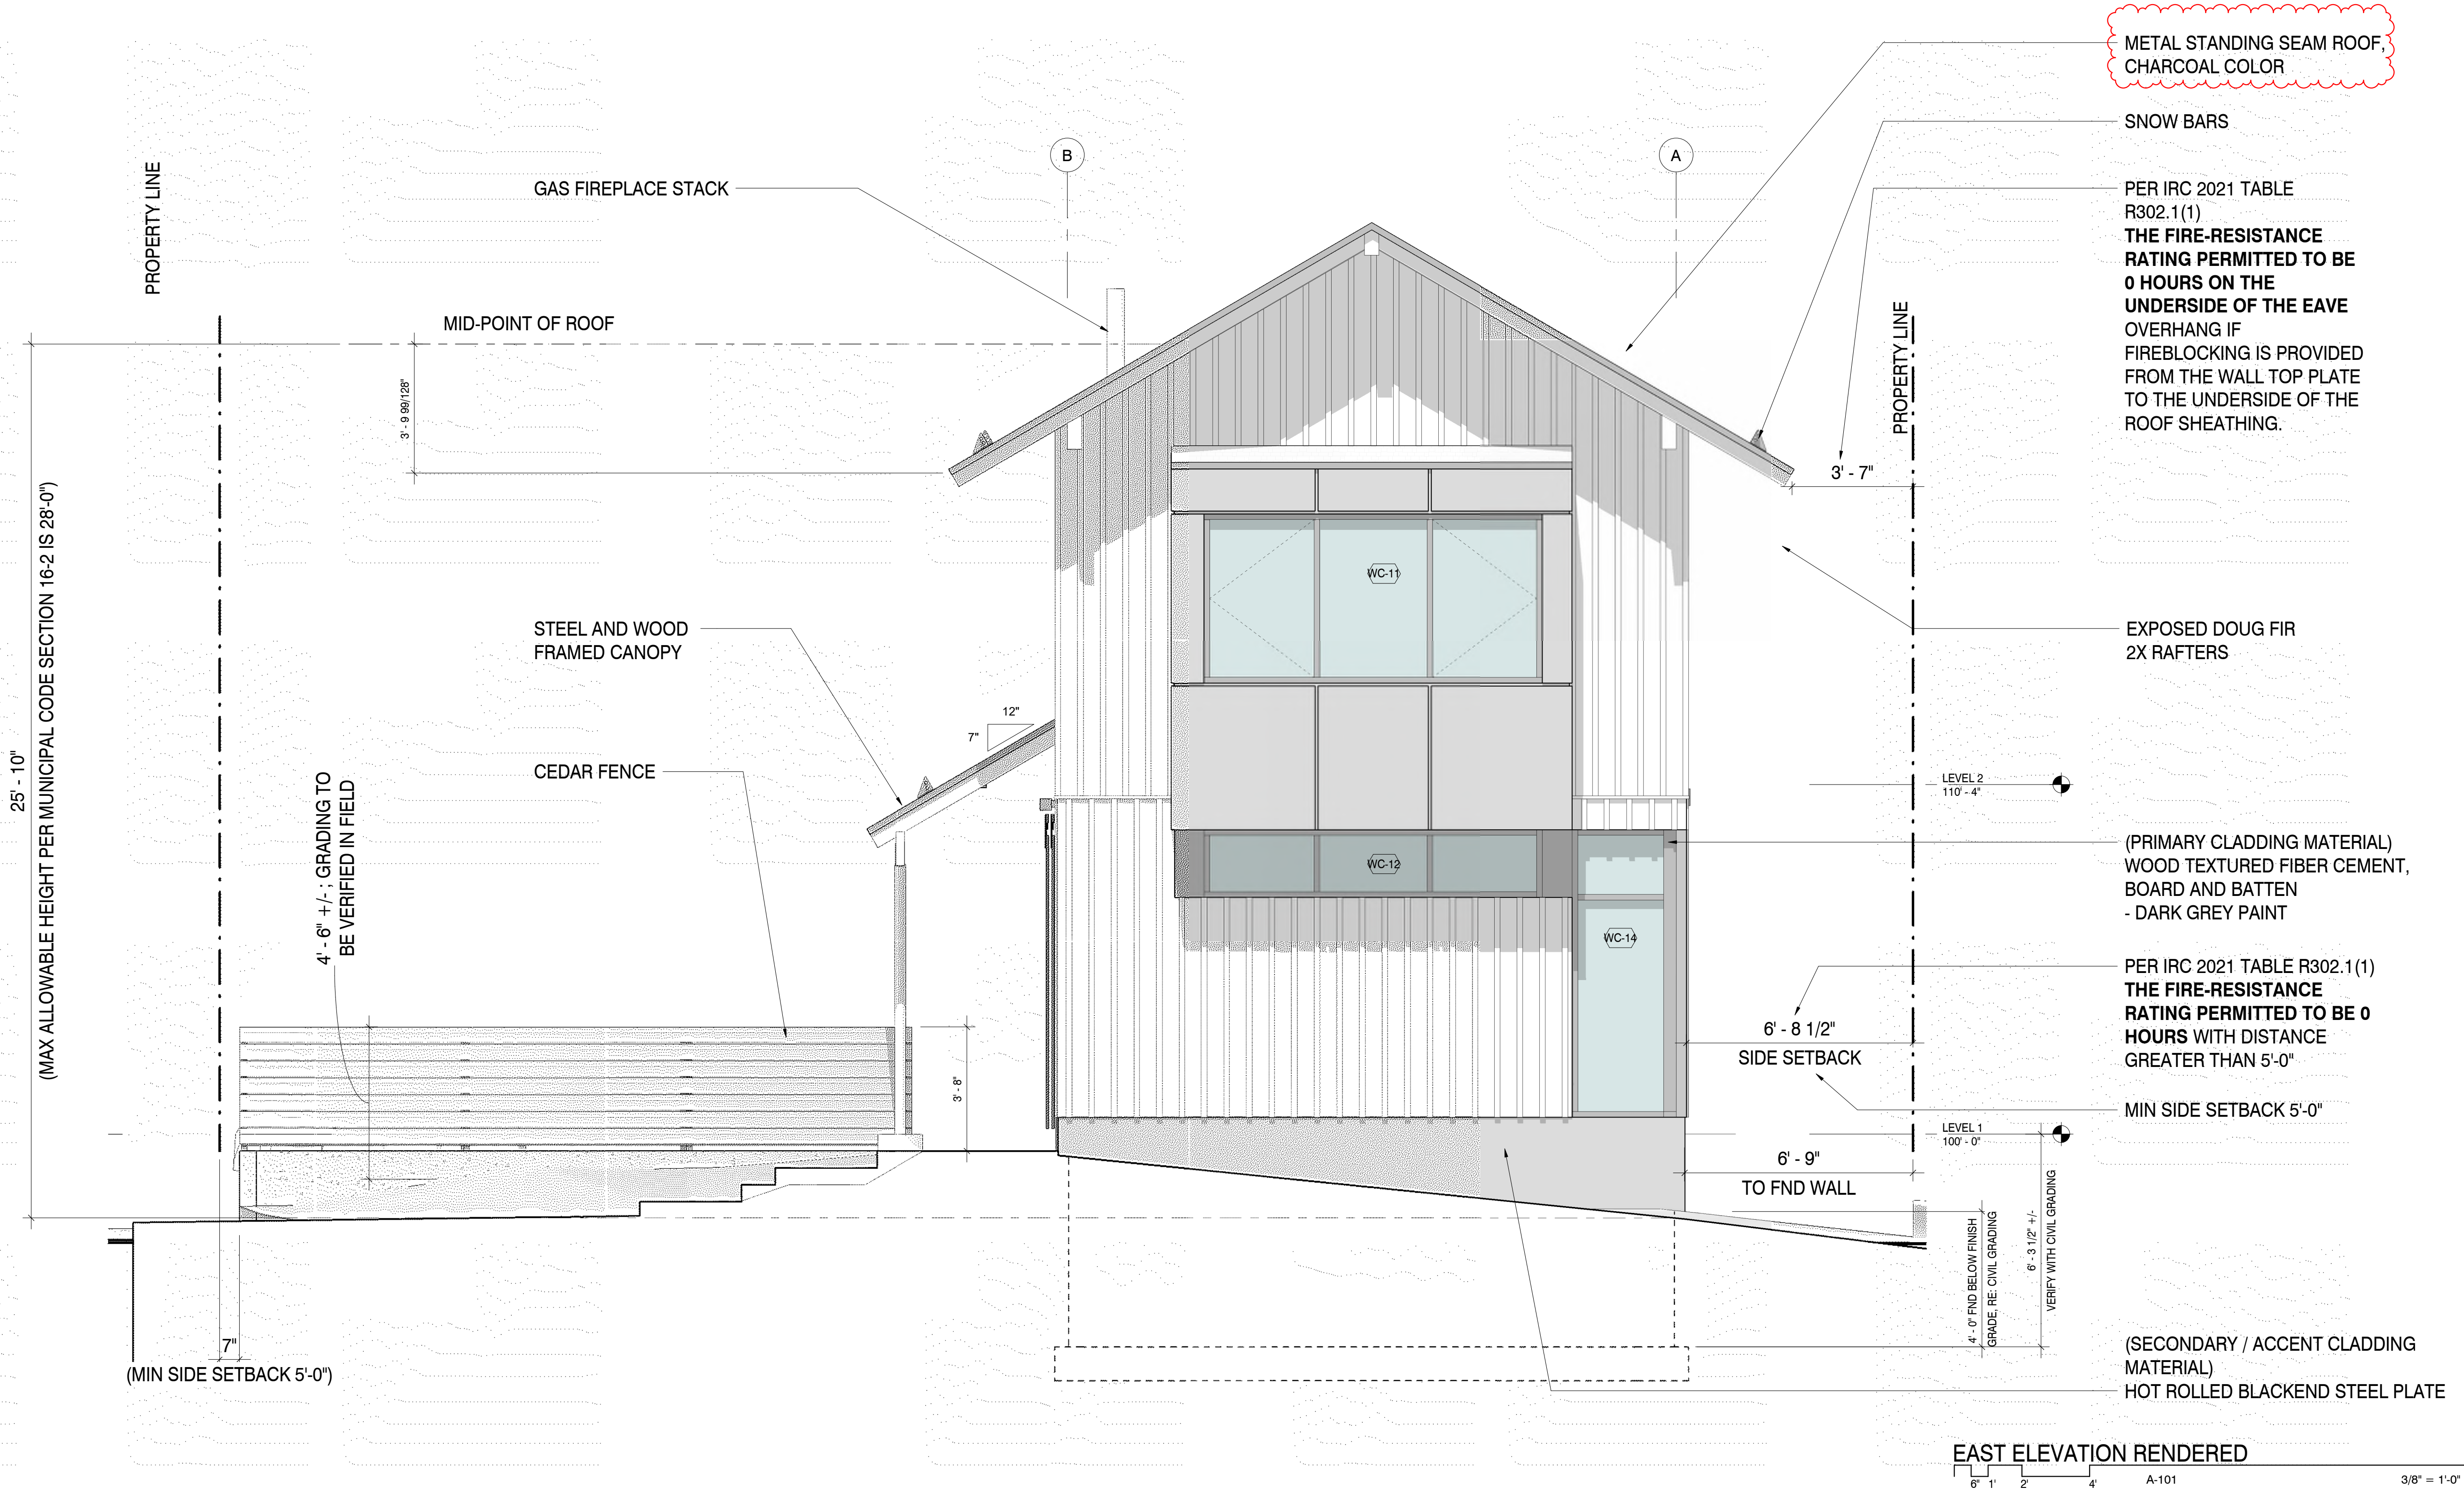 METAL STANDING SEAM ROOF,
CHARCOAL COLOR
SNOW BARS
B
A
PROPERTY LINE
GAS FIREPLACE STACK
PER IRC 2021 TABLE
R302.1(1)
THE FIRE-RESISTANCE
RATING PERMITTED TO BE
0 HOURS ON THE
UNDERSIDE OF THE EAVE
OVERHANG IF
FIREBLOCKING IS PROVIDED
FROM THE WALL TOP PLATE
TO THE UNDERSIDE OF THE
ROOF SHEATHING.
MID-POINT OF ROOF
PROPERTY LINE
3' - 9 99/128"
3' - 7"
25' - 10"
(MAX ALLOWABLE HEIGHT PER MUNICIPAL CODE SECTION 16-2 IS 28'-0")
WC-11
STEEL AND WOOD
FRAMED CANOPY
EXPOSED DOUG FIR
2X RAFTERS
12"
7"
CEDAR FENCE
4' - 6" +/- ; GRADING TO
BE VERIFIED IN FIELD
LEVEL 2
110' - 4"
WC-12
(PRIMARY CLADDING MATERIAL)
WOOD TEXTURED FIBER CEMENT,
BOARD AND BATTEN
- DARK GREY PAINT
WC-14
PER IRC 2021 TABLE R302.1(1)
THE FIRE-RESISTANCE
RATING PERMITTED TO BE 0
HOURS WITH DISTANCE
GREATER THAN 5'-0"
6' - 8 1/2"
SIDE SETBACK
3' - 8"
MIN SIDE SETBACK 5'-0"
LEVEL 1
100' - 0"
6' - 9"
TO FND WALL
4' - 0" FND BELOW FINISH
GRADE, RE: CIVIL GRADING
6' - 3 1/2" +/-
VERIFY WITH CIVIL GRADING
7"
(MIN SIDE SETBACK 5'-0")
(SECONDARY / ACCENT CLADDING
MATERIAL)
HOT ROLLED BLACKEND STEEL PLATE
EAST ELEVATION RENDERED
6" 1' 2' 4'
A-101
3/8" = 1'-0"